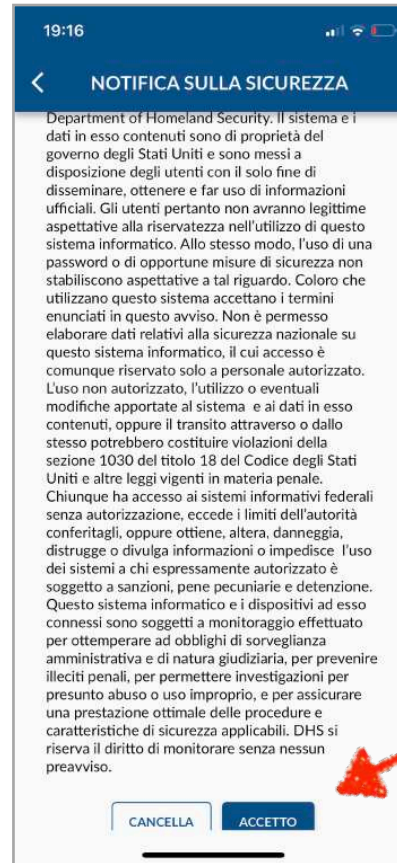 19:16
NOTIFICA SULLA SICUREZZA
Department of Homeland Security. Il sistema e i
dati in esso contenuti sono di proprietà del
governo degli Stati Uniti e sono messi a
disposizione degli utenti con il solo fine di
disseminare, ottenere e far uso di informazioni
ufficiali. Gli utenti pertanto non avranno legittime
aspettative alla riservatezza nell'utilizzo di questo
sistema informatico. Allo stesso modo, l'uso di una
password o di opportune misure di sicurezza non
stabiliscono aspettative a tal riguardo. Coloro che
utilizzano questo sistema accettano i termini
enunciati in questo avviso. Non è permesso
elaborare dati relativi alla sicurezza nazionale su
questo sistema informatico, il cui accesso è
comunque riservato solo a personale autorizzato.
L'uso non autorizzato, l'utilizzo o eventuali
modifiche apportate al sistema e ai dati in esso
contenuti, oppure il transito attraverso o dallo
stesso potrebbero costituire violazioni della
sezione 1030 del titolo 18 del Codice degli Stati
Uniti e altre leggi vigenti in materia penale.
Chiunque ha accesso ai sistemi informativi federali
senza autorizzazione, eccede i limiti dell'autorità
conferitagli, oppure ottiene, altera, danneggia,
distrugge o divulga informazioni o impedisce l'uso
dei sistemi a chi espressamente autorizzato è
soggetto a sanzioni, pene pecuniarie e detenzione.
Questo sistema informatico e i dispositivi ad esso
connessi sono soggetti a monitoraggio effettuato
per ottemperare ad obblighi di sorveglianza
amministrativa e di natura giudiziaria, per prevenire
illeciti penali, per permettere investigazioni per
presunto abuso o uso improprio, e per assicurare
una prestazione ottimale delle procedure e
caratteristiche di sicurezza applicabili. DHS si
riserva il diritto di monitorare senza nessun
preavviso.
CANCELLA ACCETTO